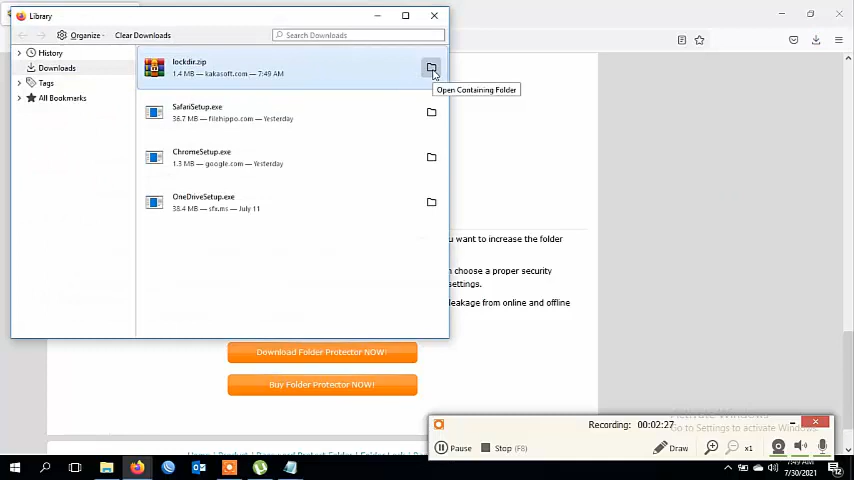 Library
Organize
Clear Downloads
Search Downloads
History
Downloads
Tags
All Bookmarks
lockdir.zip
1.4 MB — kakasoft.com — 7:49 AM
Open Containing Folder
SafariSetup.exe
36.7 MB — filehippo.com — Yesterday
ChromeSetup.exe
1.3 MB — google.com — Yesterday
OneDriveSetup.exe
38.4 MB — sfx.ms — July 11
u want to increase the folder
n choose a proper security
settings.
leakage from online and offline
Download Folder Protector NOW!
Buy Folder Protector NOW!
Activate Windows
Go to Settings to activate Windows.
Recording: 00:02:27
Pause
Stop (F8)
Draw
x1
7:49 AM
7/30/2021
12